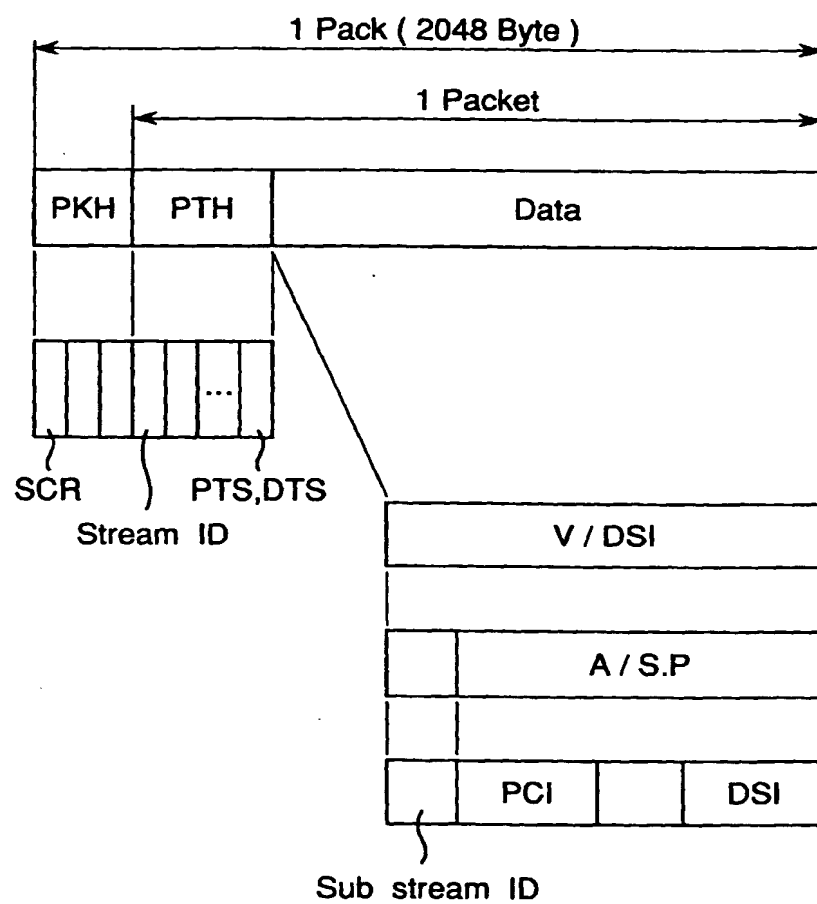 1 Pack ( 2048 Byte )
1 Packet
PKH PTH Data
...
SCR PTS,DTS
Stream ID
V / DSI
A / S.P
PCI DSI
Sub stream ID